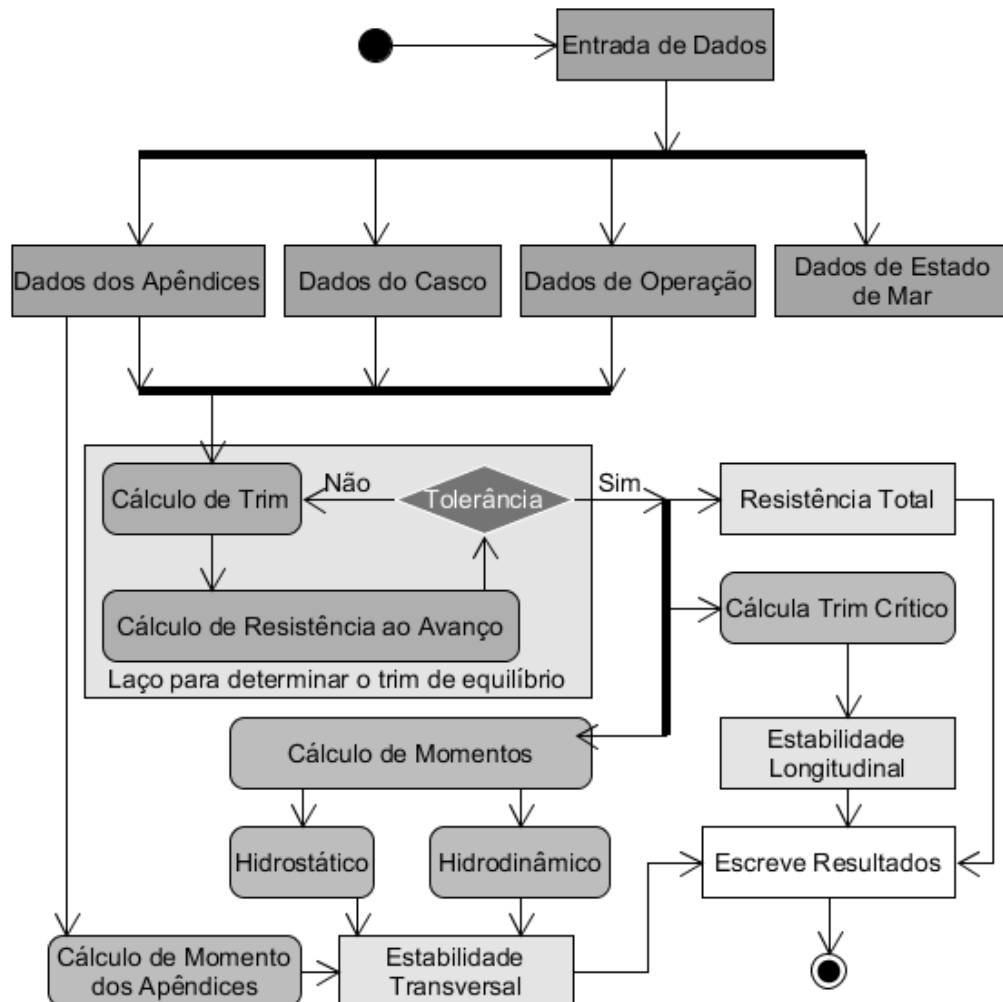 Entrada de Dados
Dados dos Apêndices
Dados do Casco
Dados de Operação
Dados de Estado
de Mar
Cálculo de Trim
Não
Tolerância
Sim
Resistência Total
Cálculo de Resistência ao Avanço
Cálcula Trim Crítico
Laço para determinar o trim de equilíbrio
Cálculo de Momentos
Estabilidade
Longitudinal
Hidrostático
Hidrodinâmico
Escreve Resultados
Cálculo de Momento
dos Apêndices
Estabilidade
Transversal